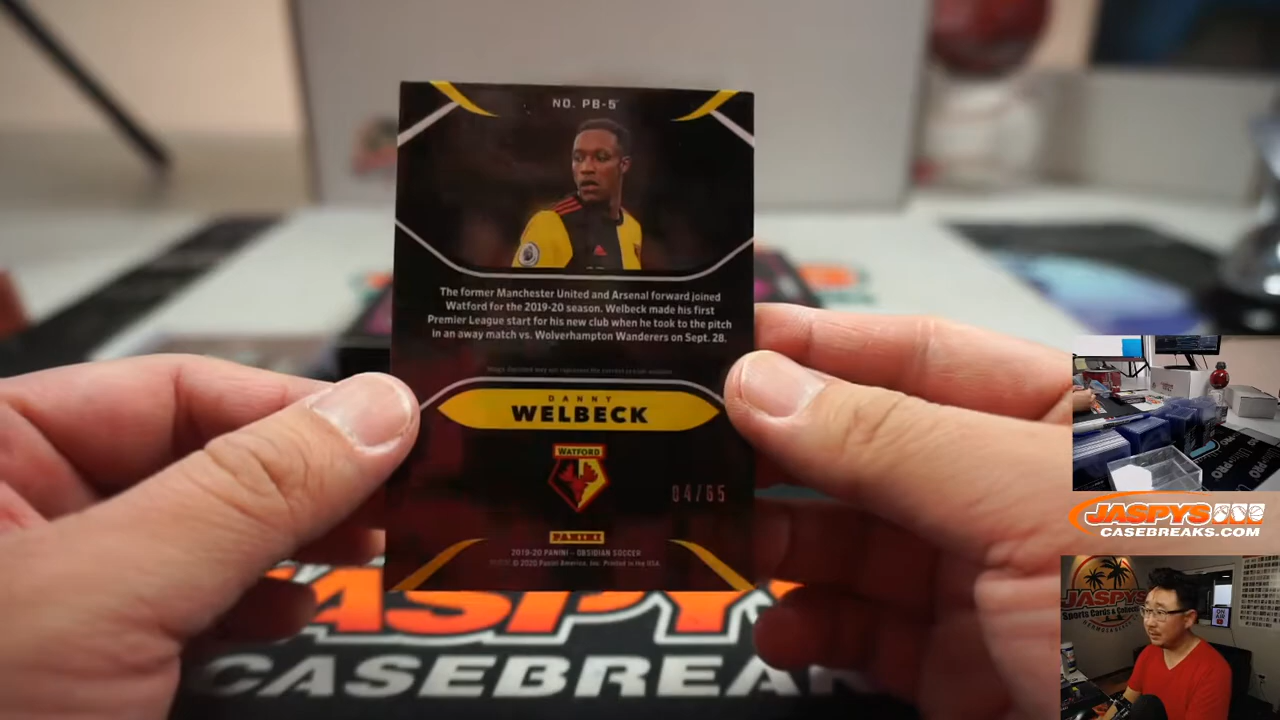 NO. PB-5
The former Manchester United and Arsenal forward joined
Watford for the 2019-20 season. Welbeck made his first
Premier League start for his new club when he took to the pitch
in an away match vs. Wolverhampton Wanderers on Sept. 28.
DANNY
WELBECK
WATFORD
04/65
PANINI
2019-20 PANINI - OBSIDIAN SOCCER
© 2020 Panini America, Inc. Printed in the USA.
JASPYS
CASEBREAKS.COM
JASPYS
Sports Cards &
JASPY
CASEBREAK